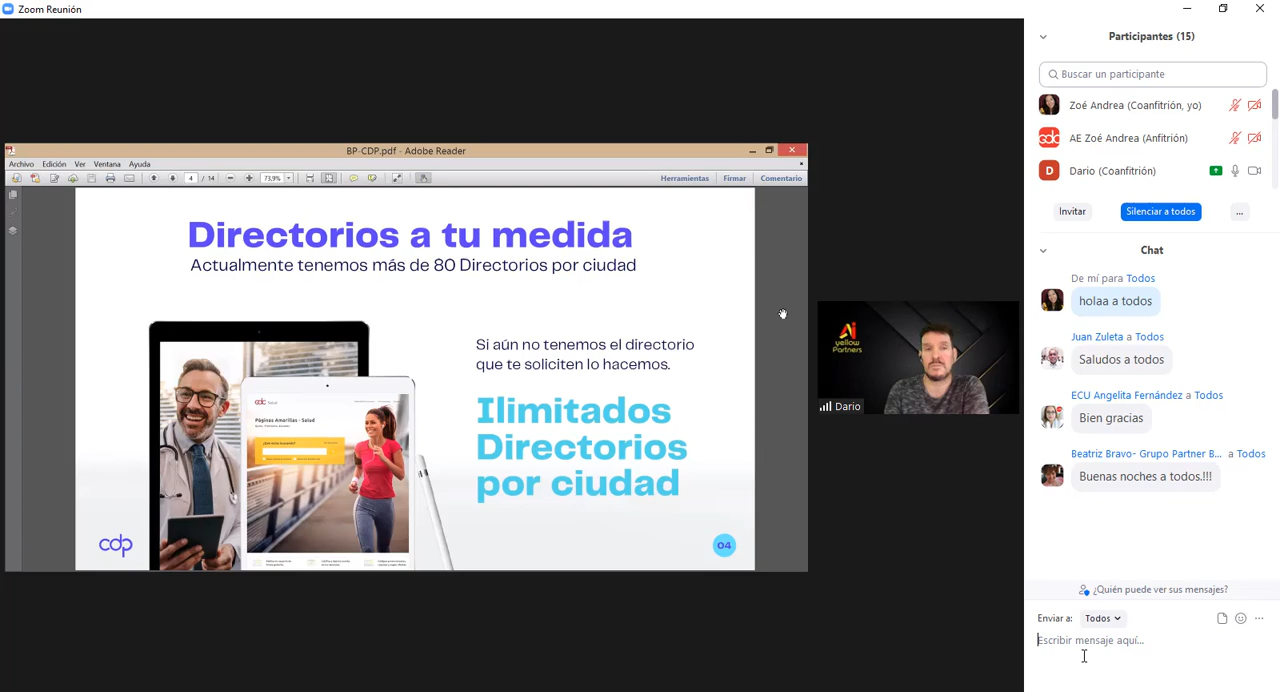 Zoom Reunión
BP-CDP.pdf - Adobe Reader
Archivo Edición Ver Ventana Ayuda
4 / 14 73,9% Herramientas Firmar Comentario
Directorios a tu medida
Actualmente tenemos más de 80 Directorios por ciudad
Si aún no tenemos el directorio
que te soliciten lo hacemos.
Ilimitados
Directorios
por ciudad
cdc Salud
Páginas Amarillas - Salud
cdp
04
yellow
Partners
Dario
Participantes (15)
Buscar un participante
Zoé Andrea (Coanfitrión, yo)
cdc
AE Zoé Andrea (Anfitrión)
D
Dario (Coanfitrión)
Invitar Silenciar a todos ...
Chat
De mí para Todos
holaa a todos
Juan Zuleta a Todos
Saludos a todos
ECU Angelita Fernández a Todos
Bien gracias
Beatriz Bravo- Grupo Partner B... a Todos
Buenas noches a todos.!!!
¿Quién puede ver sus mensajes?
Enviar a: Todos
Escribir mensaje aquí...